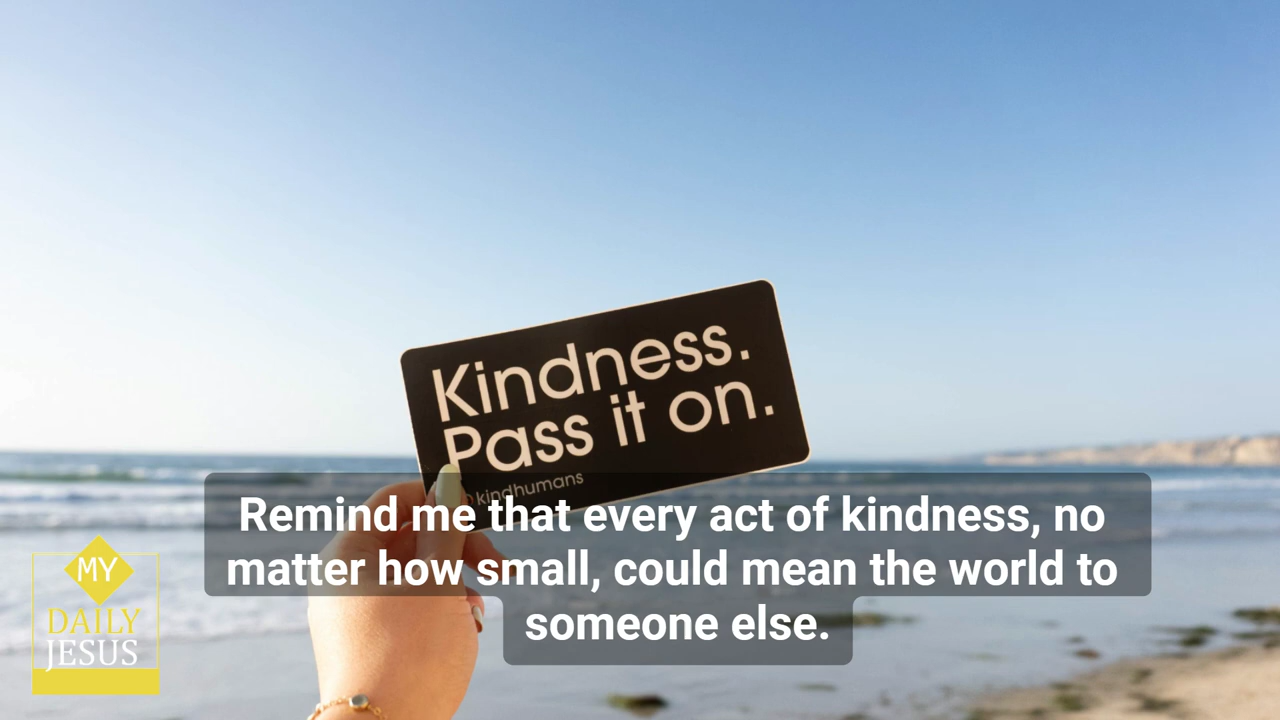 Kindness.
Pass it on.
@kindhumans
Remind me that every act of kindness, no
matter how small, could mean the world to
someone else.
MY
DAILY
JESUS